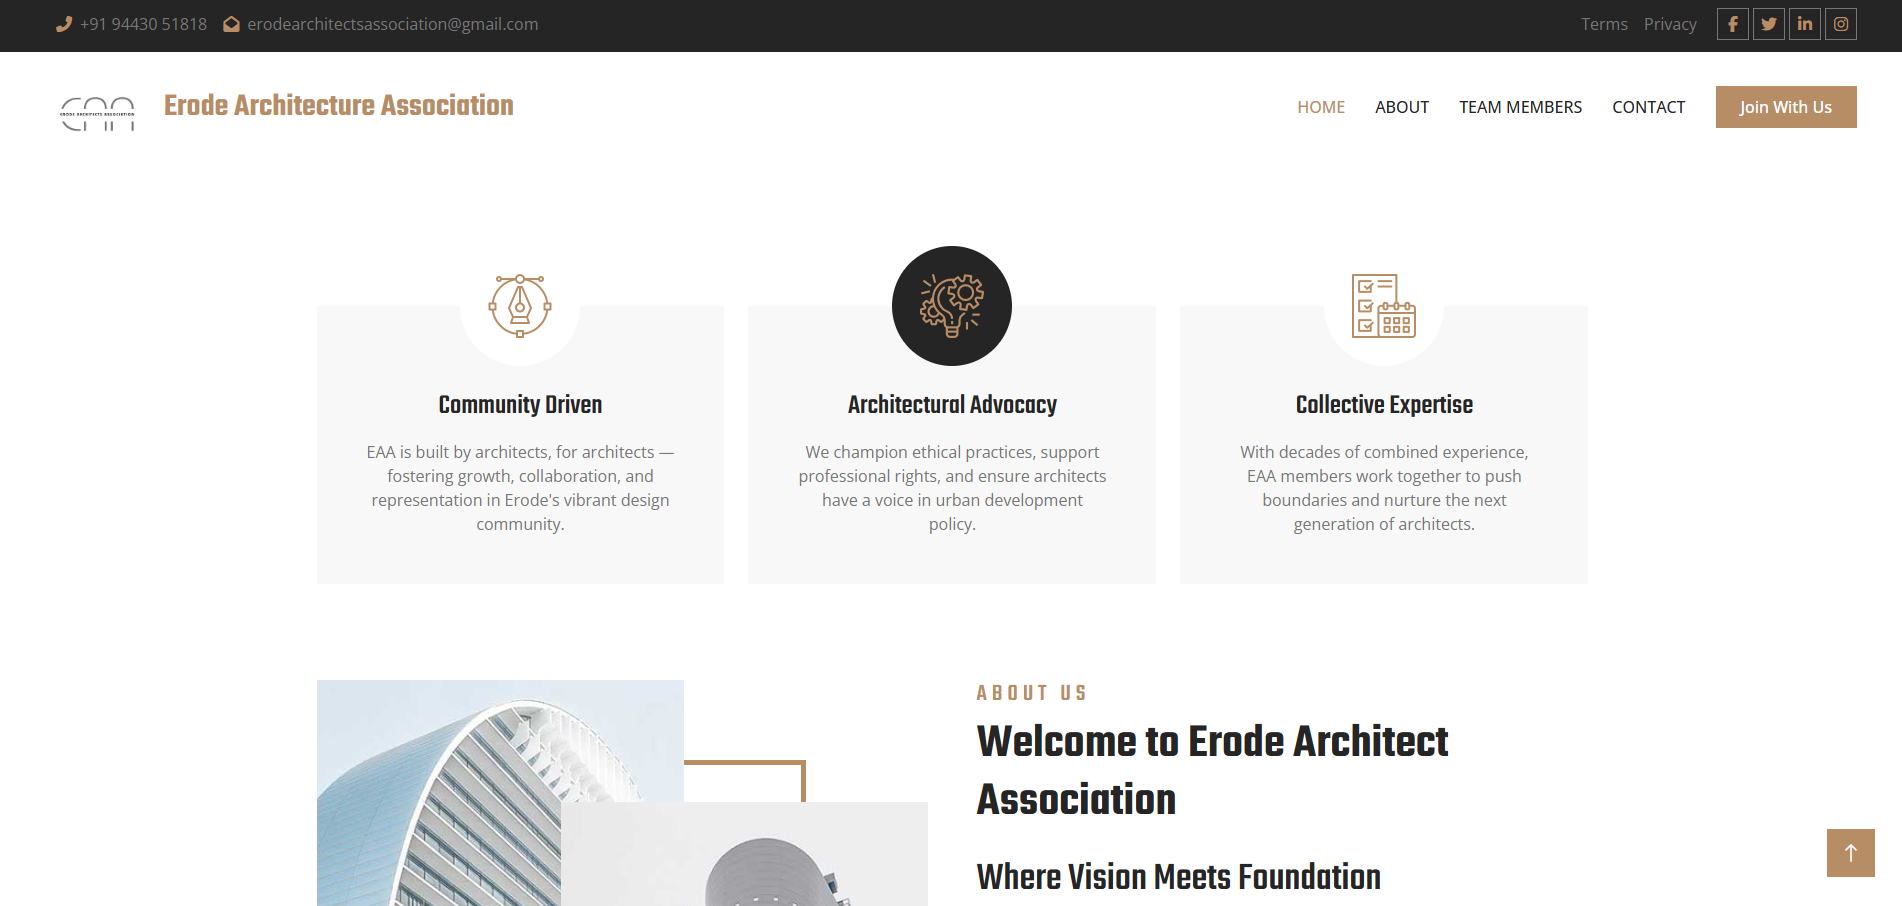 +91 94430 51818 erodearchitectsassociation@gmail.com Terms Privacy
ERODE ARCHITECTS ASSOCIATION
Erode Architecture Association
HOME ABOUT TEAM MEMBERS CONTACT Join With Us
Community Driven
EAA is built by architects, for architects —
fostering growth, collaboration, and
representation in Erode's vibrant design
community.
Architectural Advocacy
We champion ethical practices, support
professional rights, and ensure architects
have a voice in urban development
policy.
Collective Expertise
With decades of combined experience,
EAA members work together to push
boundaries and nurture the next
generation of architects.
ABOUT US
Welcome to Erode Architect
Association
Where Vision Meets Foundation